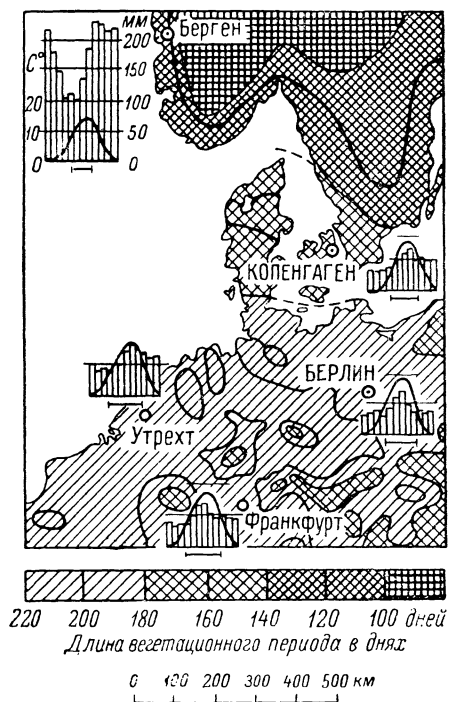 мм
Берген
200
С°
150
20
100
10
50
0
0
КОПЕНГАГЕН
БЕРЛИН
Утрехт
Франкфурт
220 200 180 160 140 120 100 дней
Длина вегетационного периода в днях
0 100 200 300 400 500 км